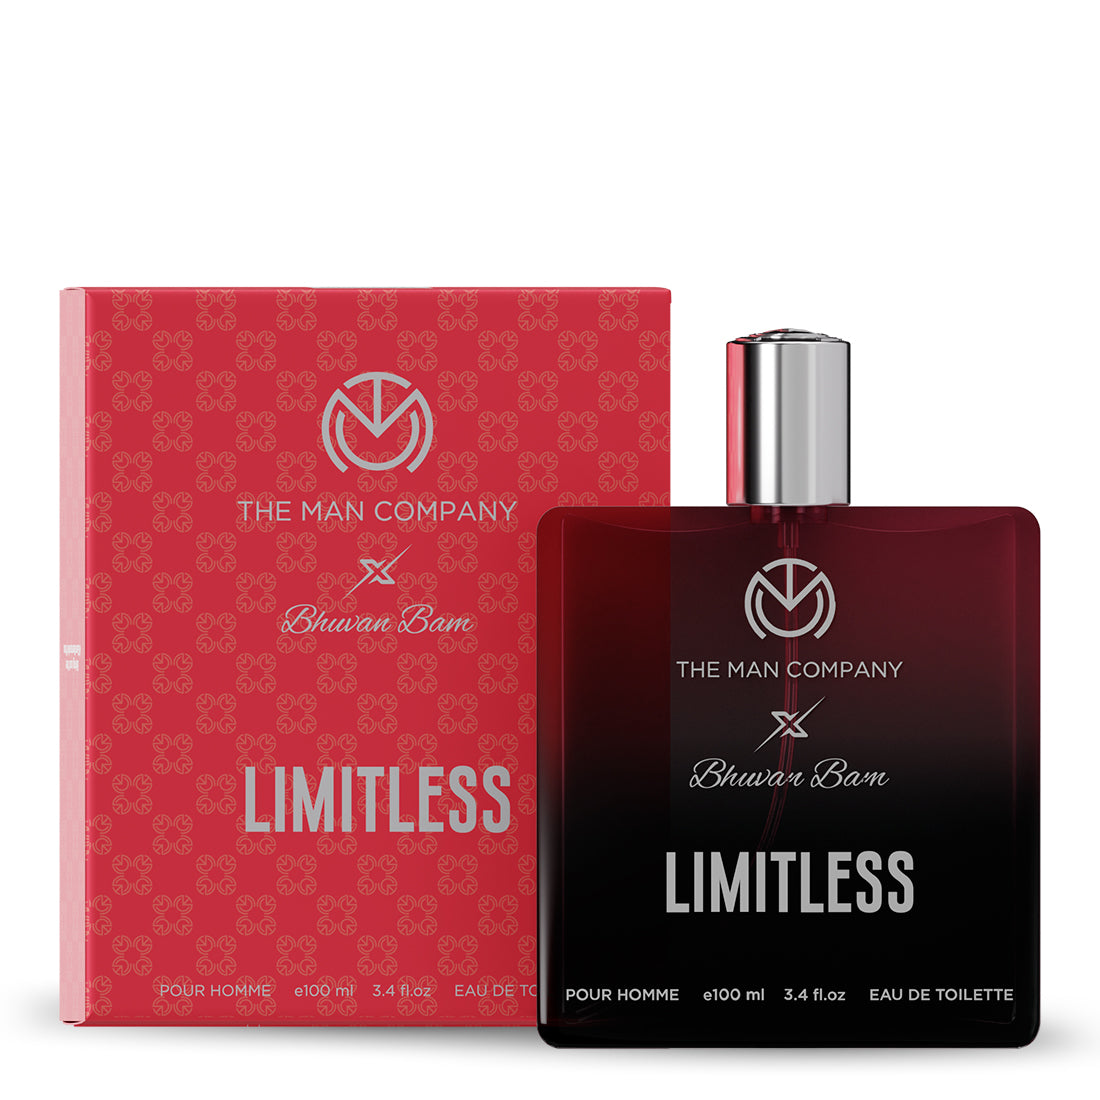 THE MAN COMPANY
X
Bhuvan Bam
LIMITLESS
POUR HOMME e100 ml 3.4 fl.oz EAU DE TO
THE MAN COMPANY
X
Bhuvan Bam
LIMITLESS
POUR HOMME e100 ml 3.4 fl.oz EAU DE TOILETTE